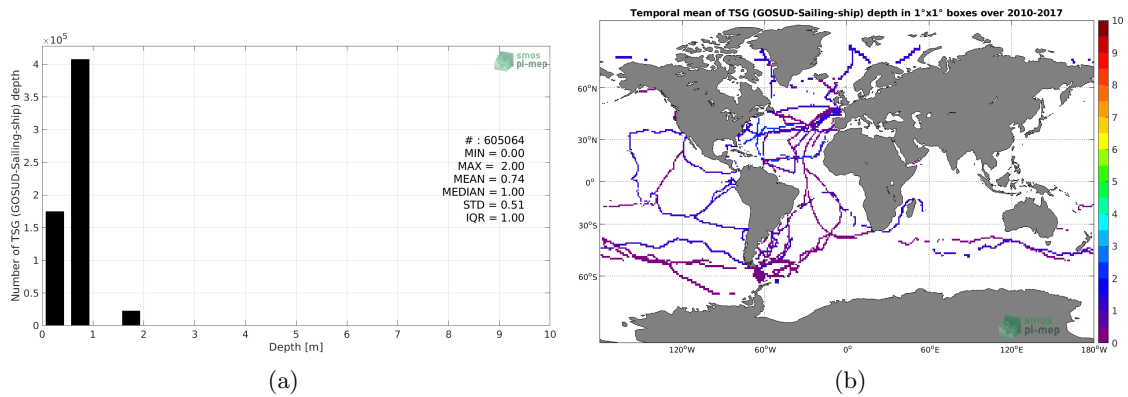 ×10⁵
4
3.5
3
2.5
2
1.5
1
0.5
0
Number of TSG (GOSUD-Sailing-ship) depth
0 1 2 3 4 5 6 7 8 9 10
Depth [m]
smos
pi-mep
# : 605064
MIN = 0.00
MAX = 2.00
MEAN = 0.74
MEDIAN = 1.00
STD = 0.51
IQR = 1.00
(a)
Temporal mean of TSG (GOSUD-Sailing-ship) depth in 1°x1° boxes over 2010-2017
60°N
30°N
0°
30°S
60°S
120°W 60°W 0° 60°E 120°E 180°W
smos
pi-mep
10
9
8
7
6
5
4
3
2
1
0
(b)